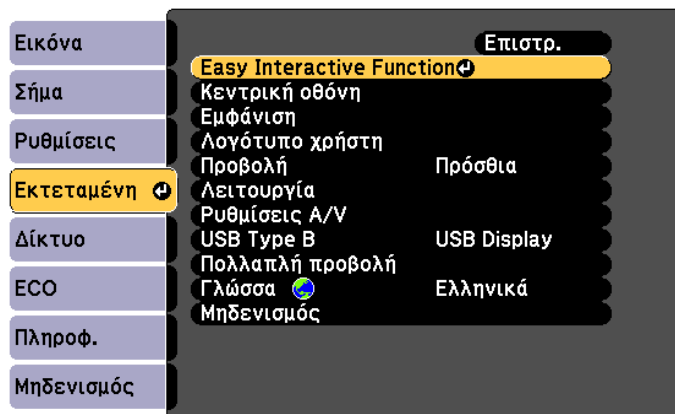 Εικόνα
Σήμα
Ρυθμίσεις
Εκτεταμένη
Δίκτυο
ECO
Πληροφ.
Μηδενισμός
Επιστρ.
Easy Interactive Function
Κεντρική οθόνη
Εμφάνιση
Λογότυπο χρήστη
Προβολή Πρόσθια
Λειτουργία
Ρυθμίσεις A/V
USB Type B USB Display
Πολλαπλή προβολή
Γλώσσα Ελληνικά
Μηδενισμός